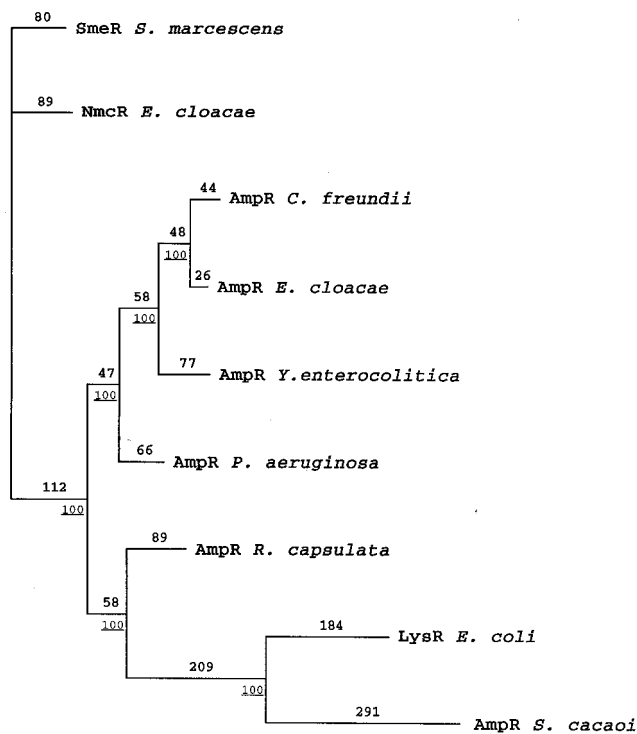 80
SmeR S. marcescens
89
NmcR E. cloacae
44
AmpR C. freundii
48
100
26
AmpR E. cloacae
58
100
77
AmpR Y.enterocolitica
47
100
66
AmpR P. aeruginosa
112
100
89
AmpR R. capsulata
58
100
184
LysR E. coli
209
100
291
AmpR S. cacaoi